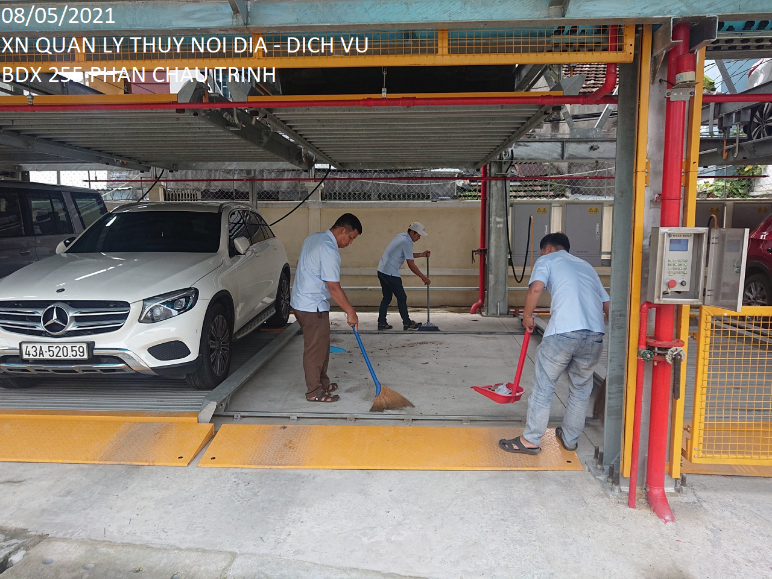 08/05/2021
XN QUAN LY THUY NOI DIA - DICH VU
BDX 255 PHAN CHAU TRINH
43A-520.59